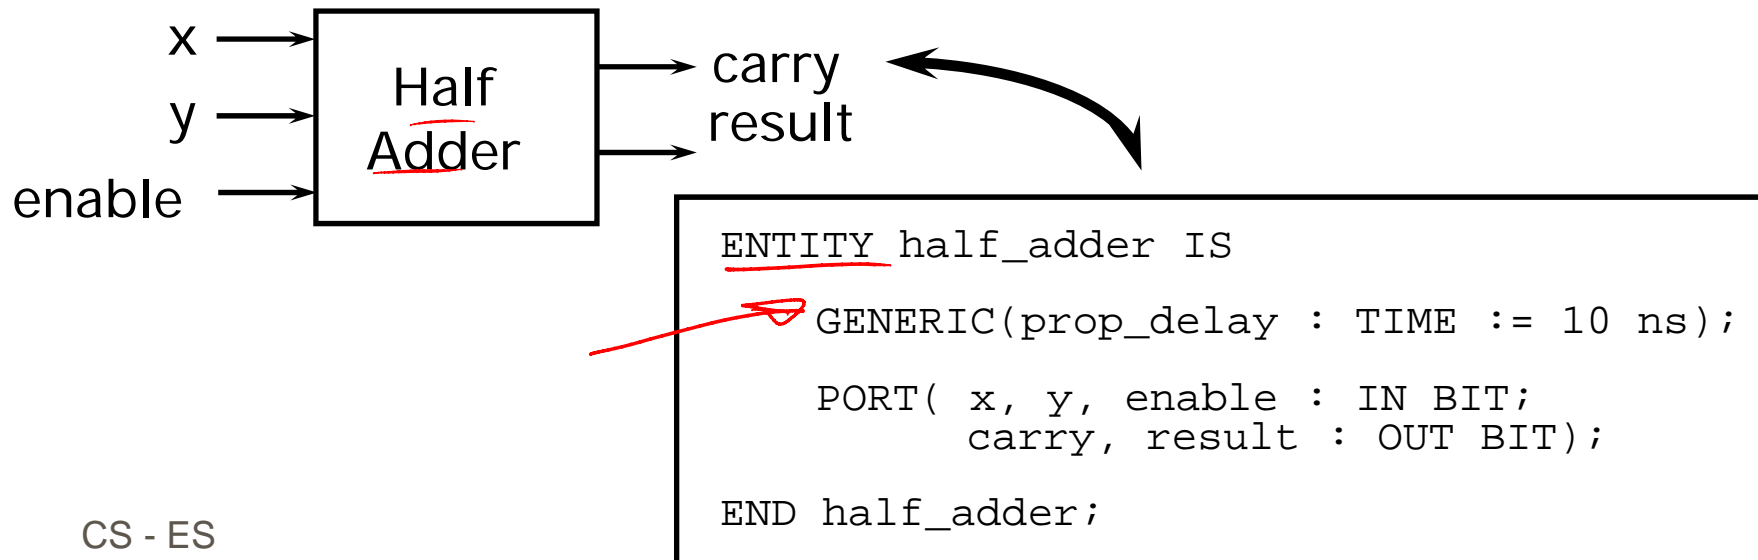 x
y
enable
Half
Adder
carry
result
ENTITY half_adder IS
GENERIC(prop_delay : TIME := 10 ns);
PORT( x, y, enable : IN BIT;
carry, result : OUT BIT);
END half_adder;
CS - ES